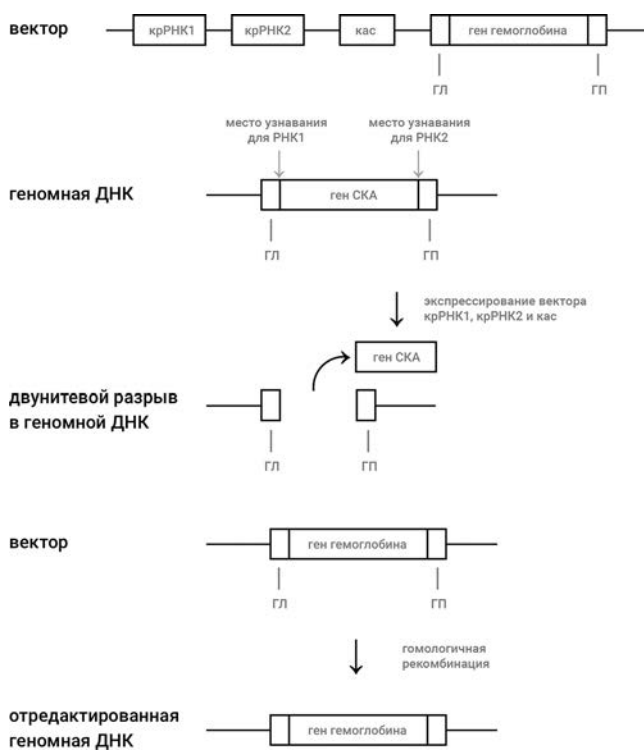 вектор
крРНК1 крРНК2 кас ген гемоглобина
ГЛ ГП
место узнавания
для РНК1
место узнавания
для РНК2
геномная ДНК
ген СКА
ГЛ ГП
экспрессирование вектора
крРНК1, крРНК2 и кас
ген СКА
двунитевой разрыв
в геномной ДНК
ГЛ ГП
вектор
ген гемоглобина
ГЛ ГП
гомологичная
рекомбинация
отредактированная
геномная ДНК
ген гемоглобина